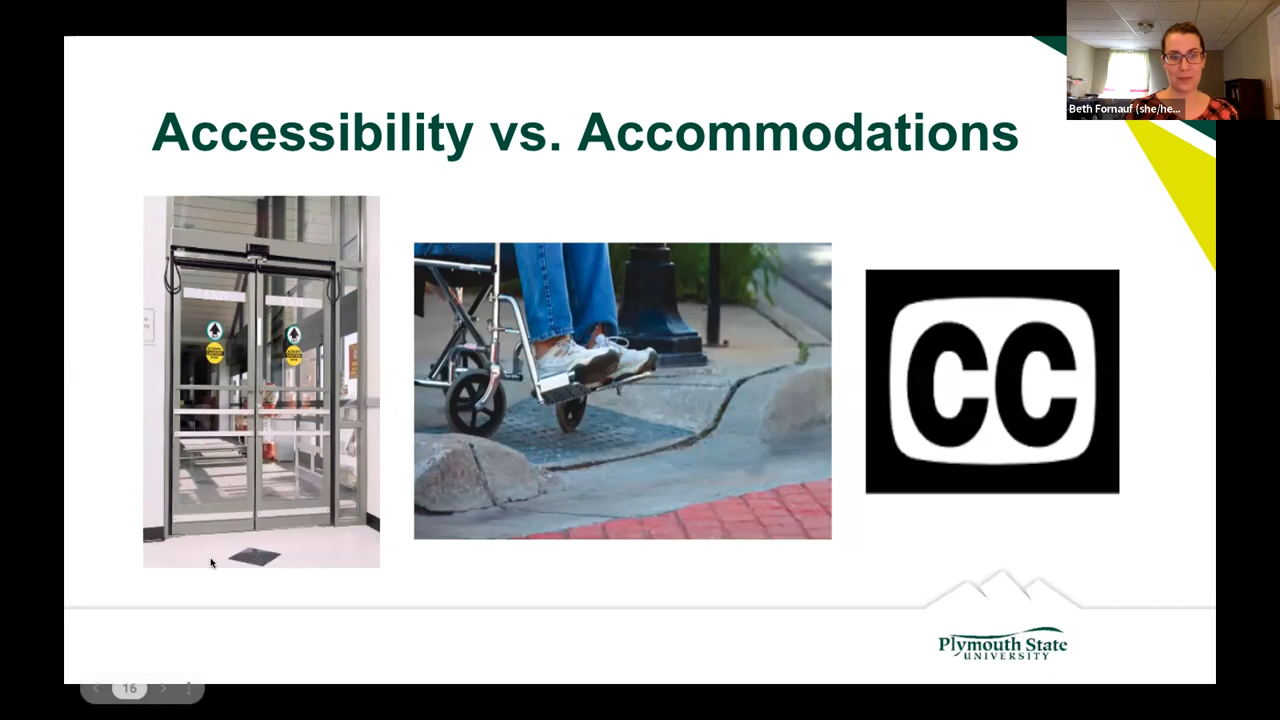 Accessibility vs. Accommodations
Beth Fornauf (she/he...
CC
Plymouth State
UNIVERSITY
16